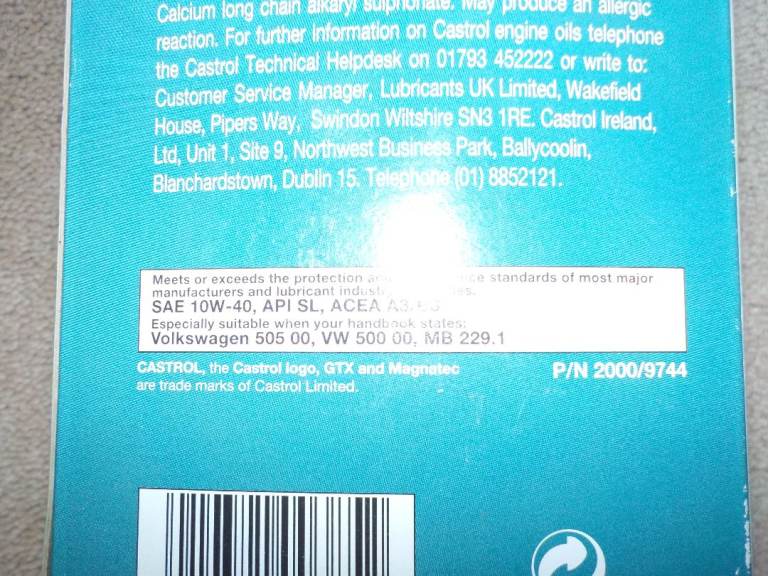 Calcium long chain alkaryl sulphonate. May produce an allergic
reaction. For further information on Castrol engine oils telephone
the Castrol Technical Helpdesk on 01793 452222 or write to:
Customer Service Manager, Lubricants UK Limited, Wakefield
House, Pipers Way, Swindon Wiltshire SN3 1RE. Castrol Ireland,
Ltd, Unit 1, Site 9, Northwest Business Park, Ballycoolin,
Blanchardstown, Dublin 15. Telephone (01) 8852121.
Meets or exceeds the protection standards of most major
manufacturers and lubricant
SAE 10W-40, API SL, ACEA
Especially suitable when your handbook states:
Volkswagen 505 00, VW 500 00, MB 229.1
CASTROL, the Castrol logo, GTX and Magnatec
are trade marks of Castrol Limited.
P/N 2000/9744